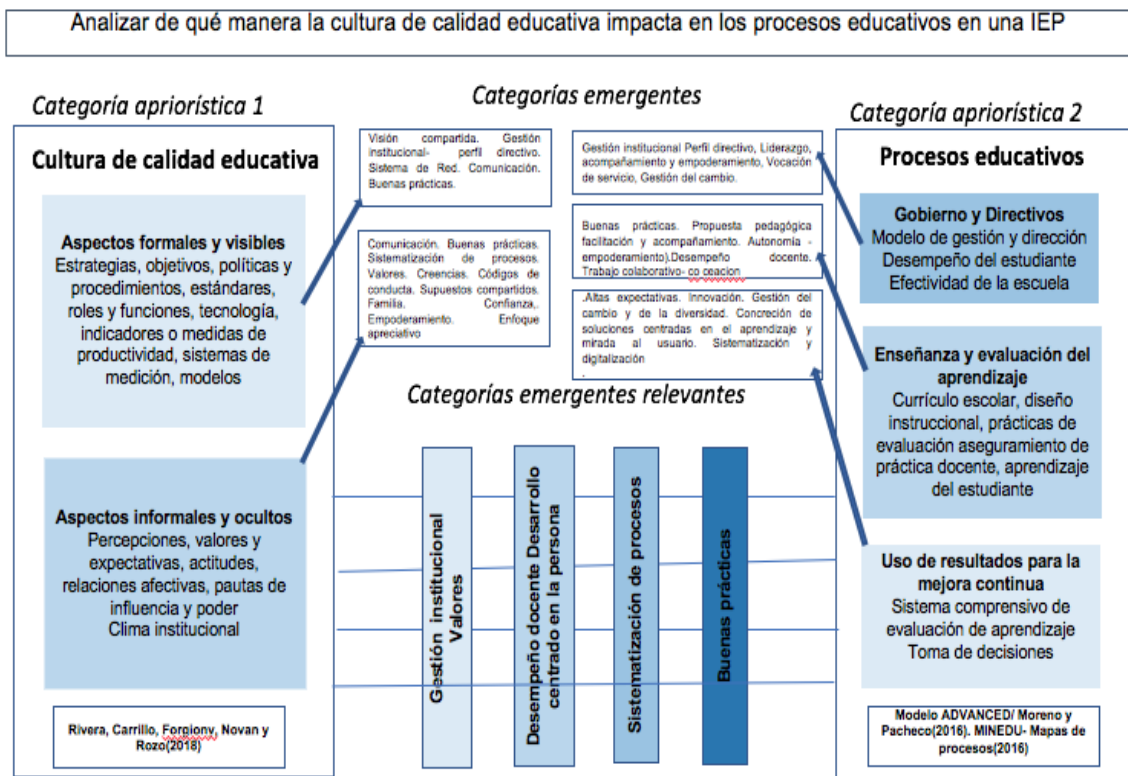 Analizar de qué manera la cultura de calidad educativa impacta en los procesos educativos en una IEP
Categoría apriorística 1
Cultura de calidad educativa
Aspectos formales y visibles
Estrategias, objetivos, políticas y
procedimientos, estándares,
roles y funciones, tecnología,
indicadores o medidas de
productividad, sistemas de
medición, modelos
Aspectos informales y ocultos
Percepciones, valores y
expectativas, actitudes,
relaciones afectivas, pautas de
influencia y poder
Clima institucional
Rivera, Carrillo, Forgionv, Novan y
Rozo(2018)
Categorías emergentes
Visión compartida. Gestión
institucional- perfil directivo.
Sistema de Red. Comunicación.
Buenas prácticas.
Comunicación. Buenas prácticas.
Sistematización de procesos.
Valores. Creencias. Códigos de
conducta. Supuestos compartidos.
Familia. Confianza,.
Empoderamiento. Enfoque
apreciativo
Gestión institucional Perfil directivo, Liderazgo,
acompañamiento y empoderamiento, Vocación
de servicio, Gestión del cambio.
Buenas prácticas. Propuesta pedagógica
facilitación y acompañamiento. Autonomía -
empoderamiento).Desempeño docente.
Trabajo colaborativo- co ceacion
.Altas expectativas. Innovación. Gestión del
cambio y de la diversidad. Concreción de
soluciones centradas en el aprendizaje y
mirada al usuario. Sistematización y
digitalización
.
Categorías emergentes relevantes
Gestión institucional
Valores
Desempeño docente Desarrollo
centrado en la persona
Sistematización de procesos
Buenas prácticas
Categoría apriorística 2
Procesos educativos
Gobierno y Directivos
Modelo de gestión y dirección
Desempeño del estudiante
Efectividad de la escuela
Enseñanza y evaluación del
aprendizaje
Currículo escolar, diseño
instruccional, prácticas de
evaluación aseguramiento de
práctica docente, aprendizaje
del estudiante
Uso de resultados para la
mejora continua
Sistema comprensivo de
evaluación de aprendizaje
Toma de decisiones
Modelo ADVANCED/ Moreno y
Pacheco(2016). MINEDU- Mapas de
procesos(2016)